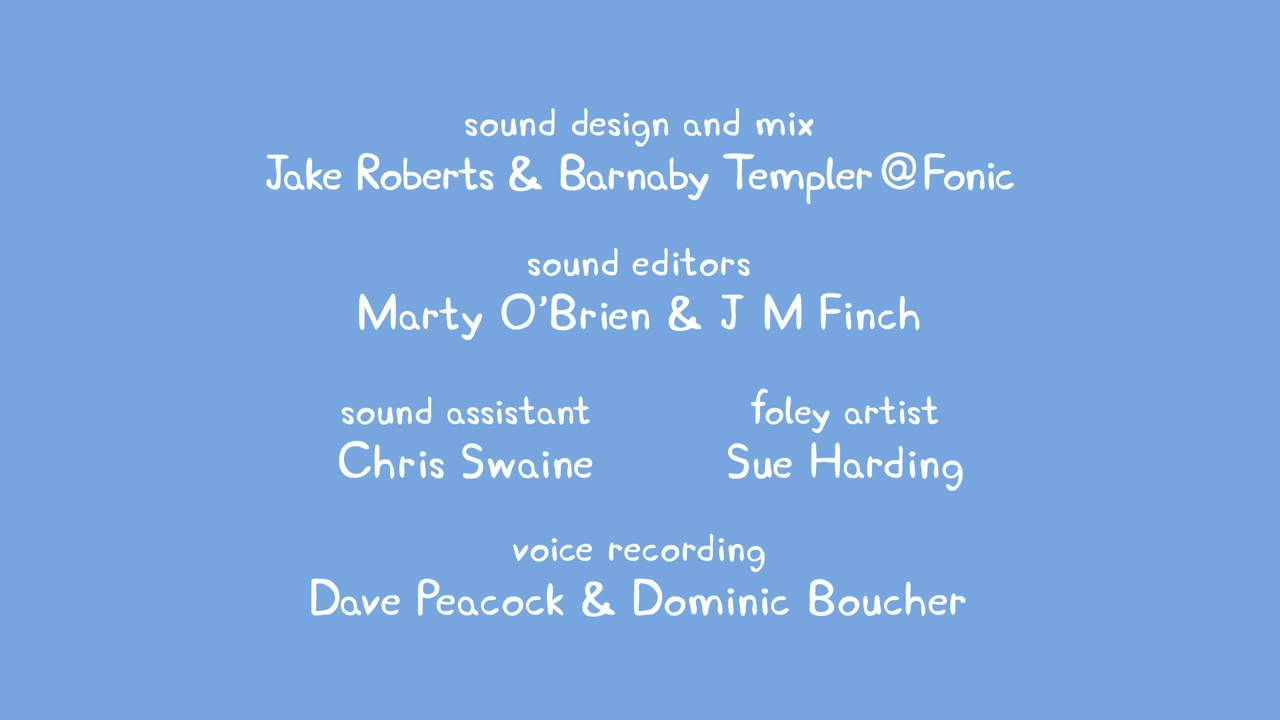 sound design and mix
Jake Roberts & Barnaby Templer @Fonic
sound editors
Marty O'Brien & J M Finch
sound assistant
Chris Swaine
foley artist
Sue Harding
voice recording
Dave Peacock & Dominic Boucher